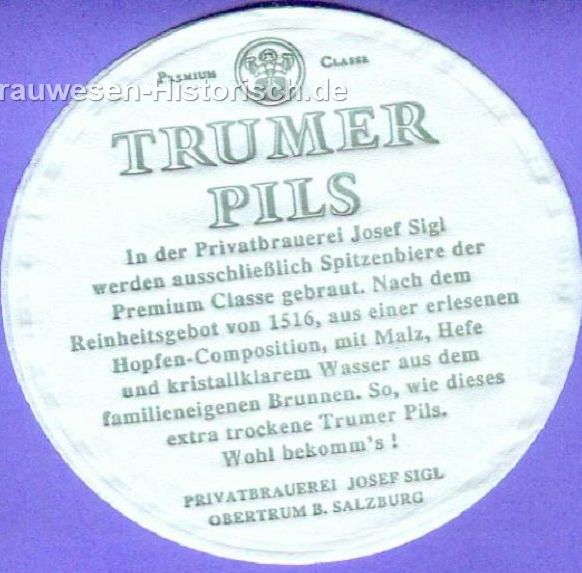 PREMIUM CLASSE
rauwesen-Historisch.de
TRUMER
PILS
In der Privatbrauerei Josef Sigl
werden ausschließlich Spitzenbiere der
Premium Classe gebraut. Nach dem
Reinheitsgebot von 1516, aus einer erlesenen
Hopfen-Composition, mit Malz, Hefe
und kristallklarem Wasser aus dem
familieneigenen Brunnen. So, wie dieses
extra trockene Trumer Pils.
Wohl bekomm's !
PRIVATBRAUEREI JOSEF SIGL
OBERTRUM B. SALZBURG